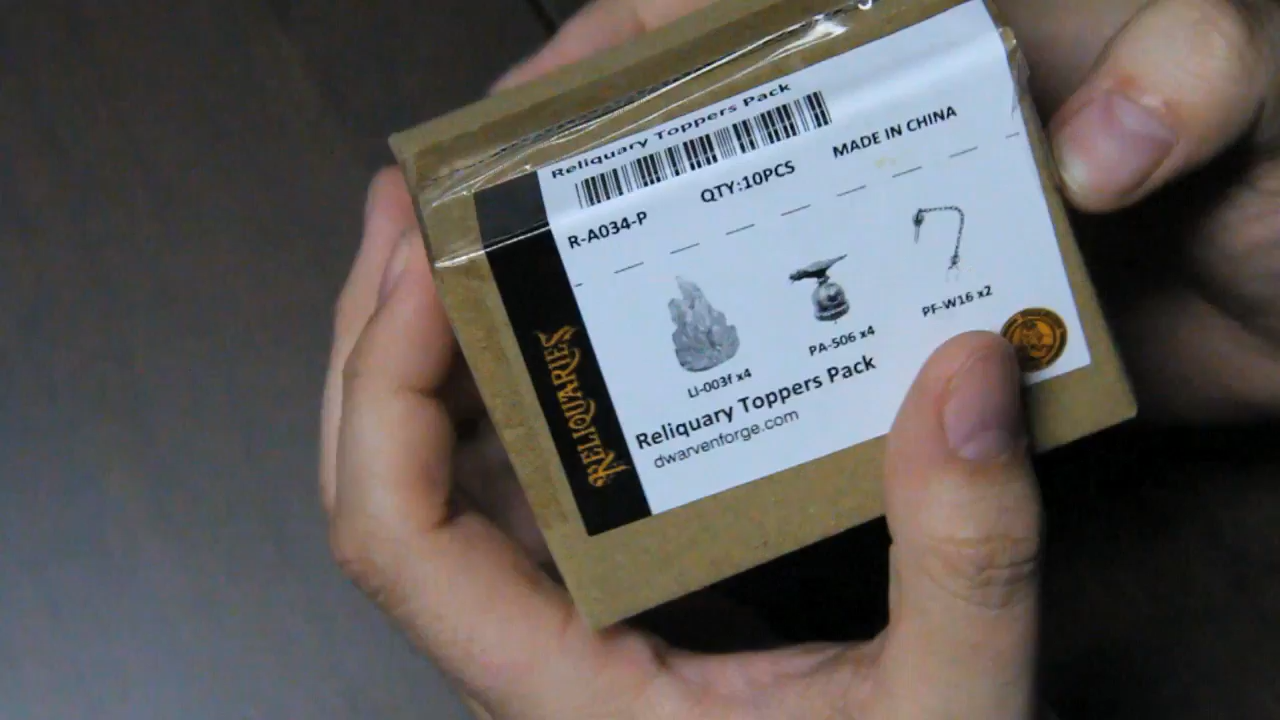 Reliquary Toppers Pack
R-A034-P QTY:10PCS MADE IN CHINA
LI-003f x4 PA-506 x4 PF-W16 x2
Reliquary Toppers Pack
dwarvenforge.com
RELIQUARIES